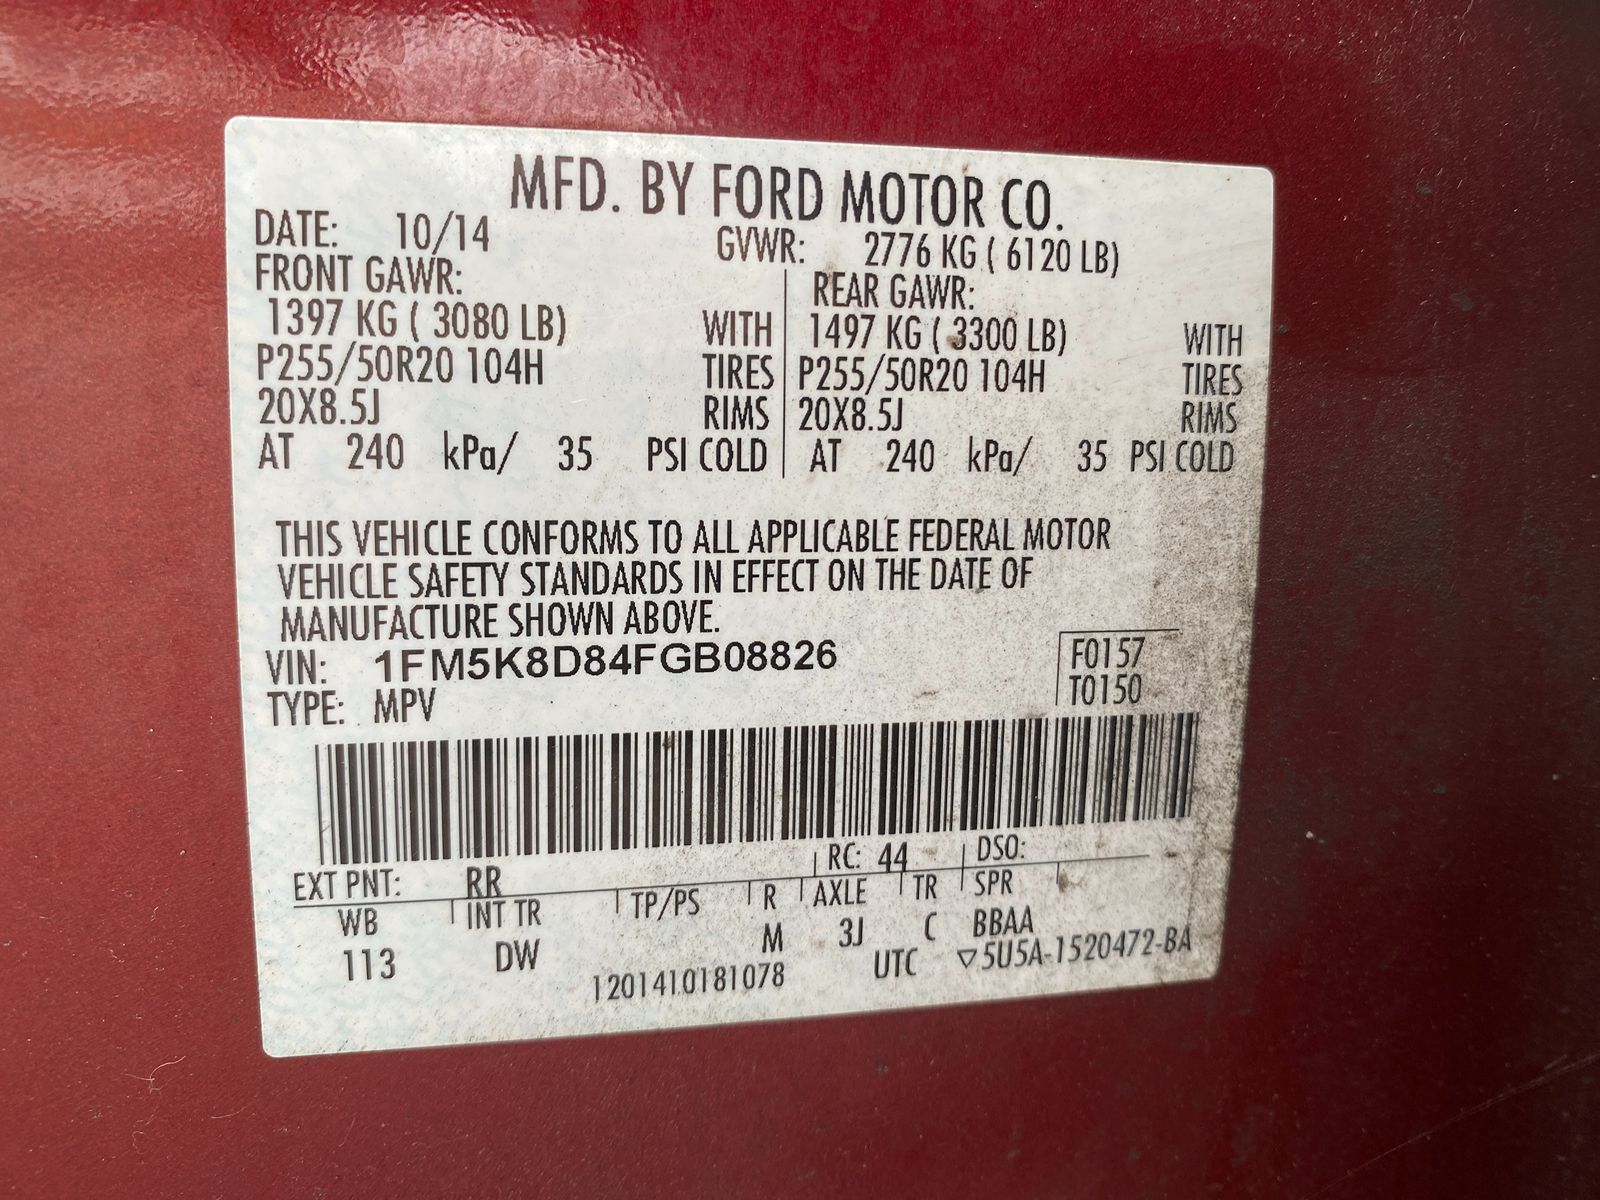 MFD. BY FORD MOTOR CO.
DATE: 10/14 GVWR: 2776 KG ( 6120 LB)
FRONT GAWR: REAR GAWR:
1397 KG ( 3080 LB) WITH 1497 KG ( 3300 LB) WITH
P255/50R20 104H TIRES P255/50R20 104H TIRES
20X8.5J RIMS 20X8.5J RIMS
AT 240 kPa/ 35 PSI COLD AT 240 kPa/ 35 PSI COLD
THIS VEHICLE CONFORMS TO ALL APPLICABLE FEDERAL MOTOR
VEHICLE SAFETY STANDARDS IN EFFECT ON THE DATE OF
MANUFACTURE SHOWN ABOVE.
VIN: 1FM5K8D84FGB08826 F0157
TYPE: MPV T0150
EXT PNT: RR RC: 44 DSO:
WB INT TR TP/PS R AXLE TR SPR
113 DW M 3J C BBAA
1201410181078 UTC ▽5U5A-1520472-BA